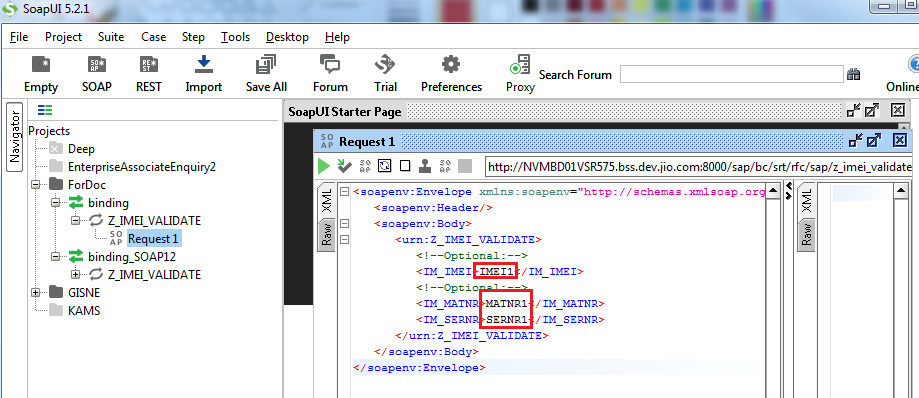 SoapUI 5.2.1
File Project Suite Case Step Tools Desktop Help
Empty SOAP REST Import Save All Forum Trial Preferences Proxy Search Forum Online
Navigator
Projects
Deep
EnterpriseAssociateEnquiry2
ForDoc
binding
Z_IMEI_VALIDATE
SOAP Request 1
binding_SOAP12
Z_IMEI_VALIDATE
GISNE
KAMS
SoapUI Starter Page
SOAP Request 1
http://NVMBD01VSR575.bss.dev.jio.com:8000/sap/bc/srt/rfc/sap/z_imei_validate
XML
Raw
<soapenv:Envelope xmlns:soapenv="http://schemas.xmlsoap.org
<soapenv:Header/>
<soapenv:Body>
<urn:Z_IMEI_VALIDATE>
<!--Optional:-->
<IM_IMEI>IMEI1</IM_IMEI>
<!--Optional:-->
<IM_MATNR>MATNR1</IM_MATNR>
<IM_SERNR>SERNR1</IM_SERNR>
</urn:Z_IMEI_VALIDATE>
</soapenv:Body>
</soapenv:Envelope>
XML
Raw